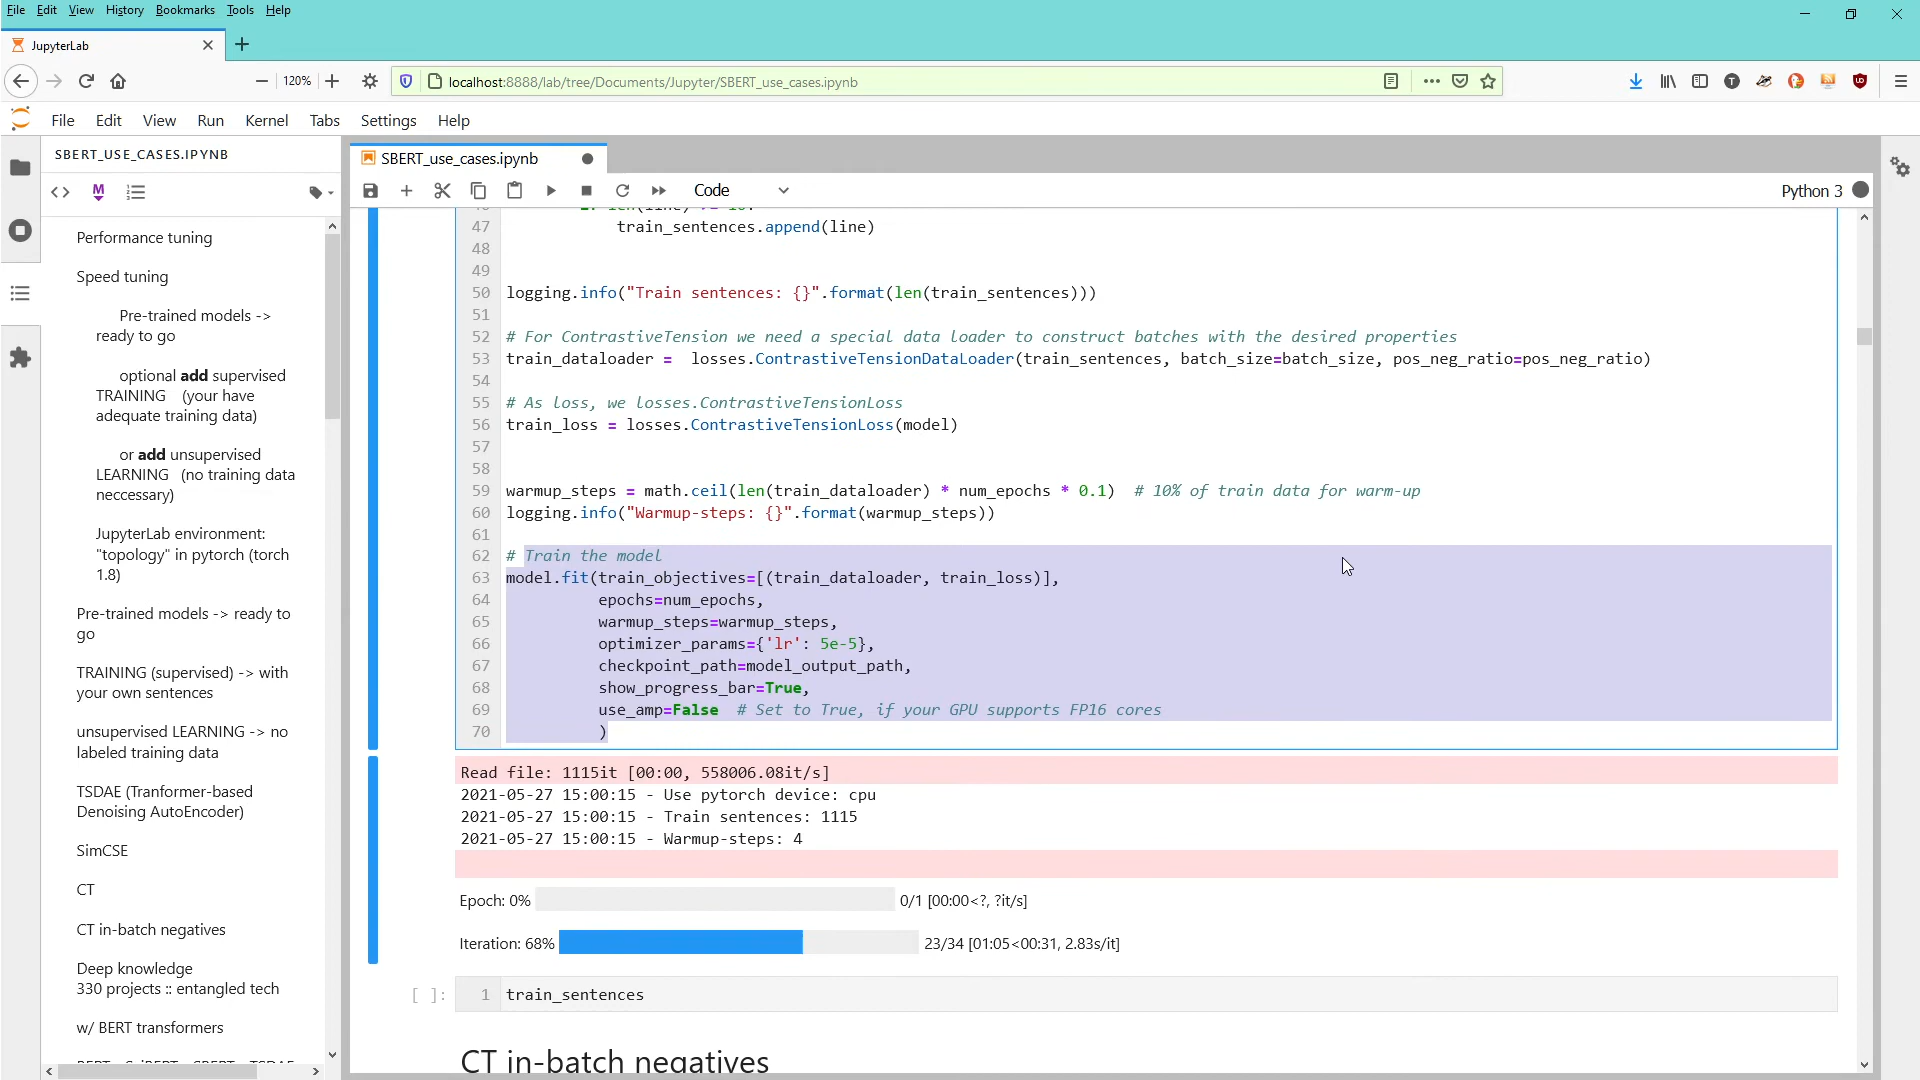 File Edit View History Bookmarks Tools Help
JupyterLab
120%
localhost:8888/lab/tree/Documents/Jupyter/SBERT_use_cases.ipynb
File Edit View Run Kernel Tabs Settings Help
SBERT_USE_CASES.IPYNB
Performance tuning
Speed tuning
Pre-trained models ->
ready to go
optional add supervised
TRAINING (your have
adequate training data)
or add unsupervised
LEARNING (no training data
neccessary)
JupyterLab environment:
"topology" in pytorch (torch
1.8)
Pre-trained models -> ready to
go
TRAINING (supervised) -> with
your own sentences
unsupervised LEARNING -> no
labeled training data
TSDAE (Tranformer-based
Denoising AutoEncoder)
SimCSE
CT
CT in-batch negatives
Deep knowledge
330 projects :: entangled tech
w/ BERT transformers
SBERT_use_cases.ipynb
Code
Python 3
47 train_sentences.append(line)
48
49
50 logging.info("Train sentences: {}".format(len(train_sentences)))
51
52 # For ContrastiveTension we need a special data loader to construct batches with the desired properties
53 train_dataloader =  losses.ContrastiveTensionDataLoader(train_sentences, batch_size=batch_size, pos_neg_ratio=pos_neg_ratio)
54
55 # As loss, we losses.ContrastiveTensionLoss
56 train_loss = losses.ContrastiveTensionLoss(model)
57
58
59 warmup_steps = math.ceil(len(train_dataloader) * num_epochs * 0.1)  # 10% of train data for warm-up
60 logging.info("Warmup-steps: {}".format(warmup_steps))
61
62 # Train the model
63 model.fit(train_objectives=[(train_dataloader, train_loss)],
64 epochs=num_epochs,
65 warmup_steps=warmup_steps,
66 optimizer_params={'lr': 5e-5},
67 checkpoint_path=model_output_path,
68 show_progress_bar=True,
69 use_amp=False  # Set to True, if your GPU supports FP16 cores
70 )
Read file: 1115it [00:00, 558006.08it/s]
2021-05-27 15:00:15 - Use pytorch device: cpu
2021-05-27 15:00:15 - Train sentences: 1115
2021-05-27 15:00:15 - Warmup-steps: 4
Epoch: 0% 0/1 [00:00<?, ?it/s]
Iteration: 68% 23/34 [01:05<00:31, 2.83s/it]
[ ]: 1 train_sentences
CT in-batch negatives